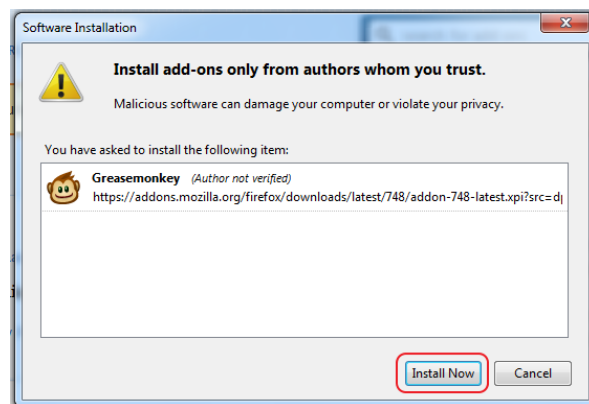 Software Installation
Install add-ons only from authors whom you trust.
Malicious software can damage your computer or violate your privacy.
You have asked to install the following item:
Greasemonkey (Author not verified)
https://addons.mozilla.org/firefox/downloads/latest/748/addon-748-latest.xpi?src=d
Install Now Cancel